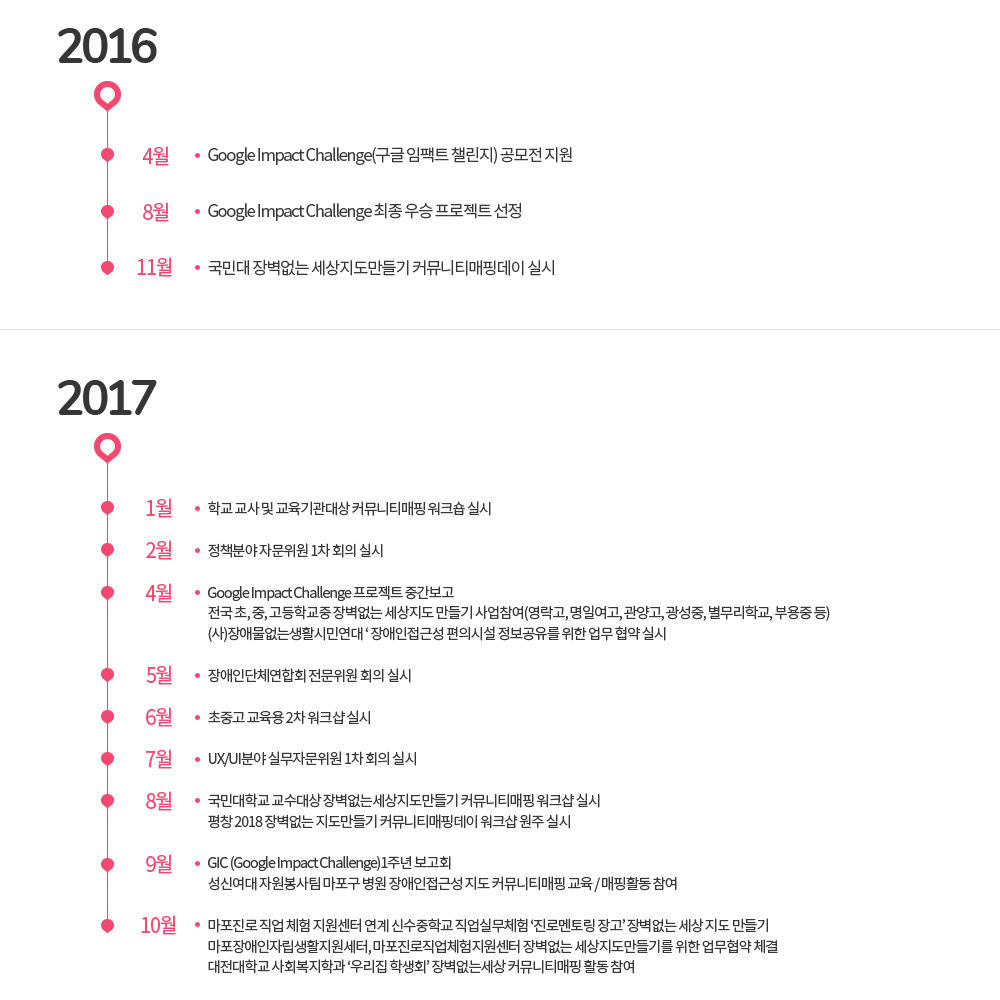 2016
4월 • Google Impact Challenge(구글 임팩트 챌린지) 공모전 지원
8월 • Google Impact Challenge 최종 우승 프로젝트 선정
11월 • 국민대 장벽없는 세상지도만들기 커뮤니티매핑데이 실시
2017
1월 • 학교 교사 및 교육기관대상 커뮤니티매핑 워크숍 실시
2월 • 정책분야 자문위원 1차 회의 실시
4월 • Google Impact Challenge 프로젝트 중간보고
전국 초, 중, 고등학교중 장벽없는 세상지도 만들기 사업참여(영락고, 명일여고, 관양고, 광성중, 별무리학교, 부용중 등)
(사)장애물없는생활시민연대 ‘ 장애인접근성 편의시설 정보공유를 위한 업무 협약 실시
5월 • 장애인단체연합회 전문위원 회의 실시
6월 • 초중고 교육용 2차 워크샵 실시
7월 • UX/UI분야 실무자문위원 1차 회의 실시
8월 • 국민대학교 교수대상 장벽없는세상지도만들기 커뮤니티매핑 워크샵 실시
평창 2018 장벽없는 지도만들기 커뮤니티매핑데이 워크샵 원주 실시
9월 • GIC (Google Impact Challenge)1주년 보고회
성신여대 자원봉사팀 마포구 병원 장애인접근성 지도 커뮤니티매핑 교육 / 매핑활동 참여
10월 • 마포진로 직업 체험 지원센터 연계 신수중학교 직업실무체험 ‘진로멘토링 장고’ 장벽없는 세상 지도 만들기
마포장애인자립생활지원세터, 마포진로직업체험지원센터 장벽없는 세상지도만들기를 위한 업무협약 체결
대전대학교 사회복지학과 ‘우리집 학생회’ 장벽없는세상 커뮤니티매핑 활동 참여